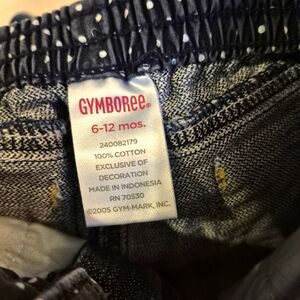 GYMBOREE®
6-12 mos.
240082179
100% COTTON
EXCLUSIVE OF
DECORATION
MADE IN INDONESIA
RN 70530
©2005 GYM-MARK, INC.